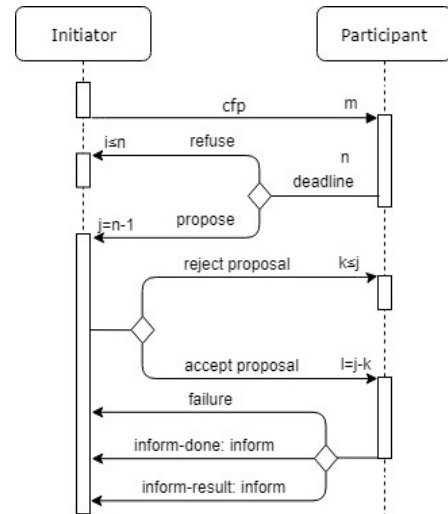 Initiator
Participant
cfp m
i≤n refuse
n
deadline
j=n-1 propose
reject proposal k≤j
accept proposal l=j-k
failure
inform-done: inform
inform-result: inform